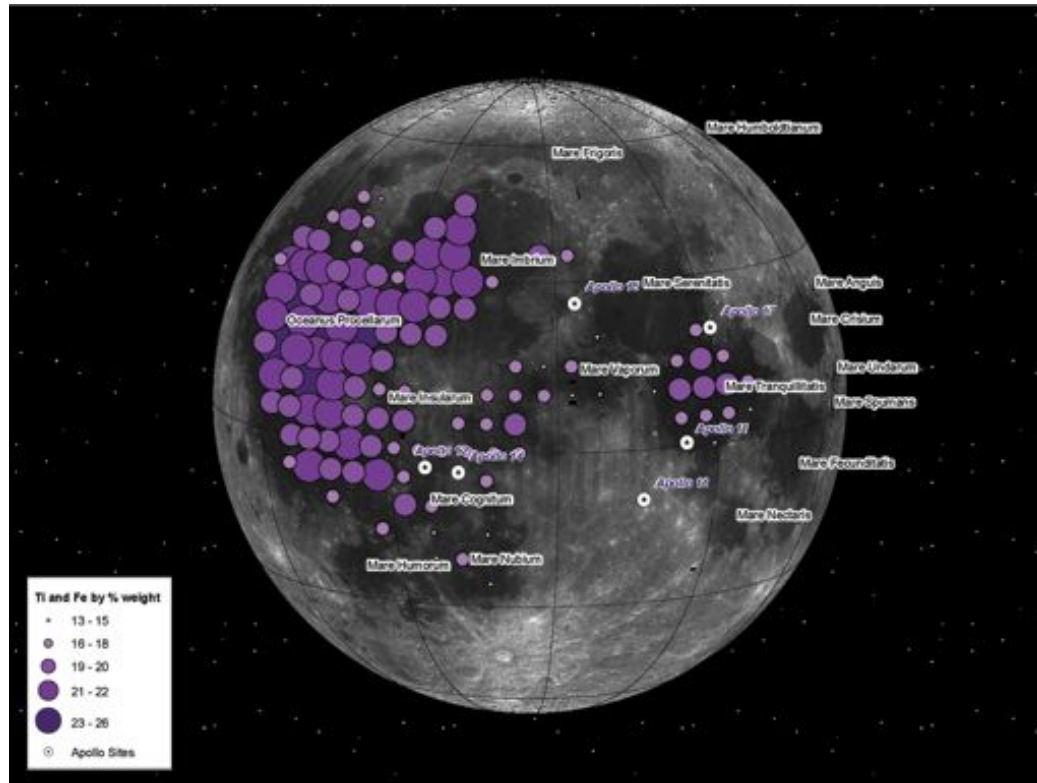 Mare Humboldtianum
Mare Frigoris
Mare Imbrium
Mare Serenitatis
Mare Anguis
Apollo 15
Apollo 17
Mare Crisium
Oceanus Procellarum
Mare Vaporum
Mare Undarum
Mare Tranquillitatis
Mare Insularum
Mare Spumans
Apollo 11
Apollo 12
Apollo 14
Mare Fecunditatis
Apollo 16
Mare Cognitum
Mare Nectaris
Mare Humorum
Mare Nubium
Ti and Fe by % weight
13 - 15
16 - 18
19 - 20
21 - 22
23 - 26
Apollo Sites